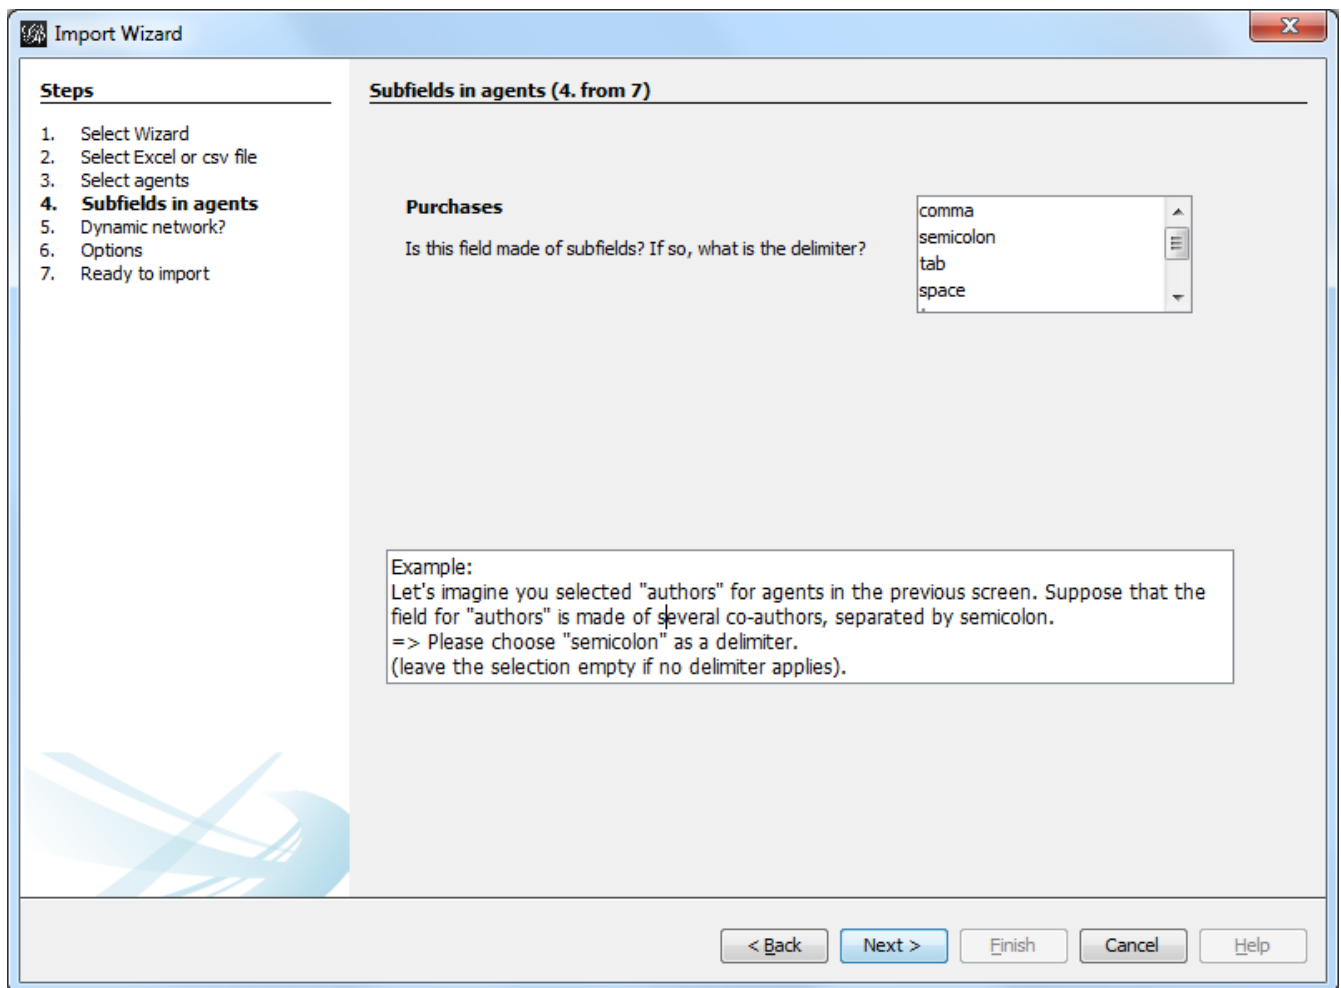 Import Wizard
Steps
1. Select Wizard
2. Select Excel or csv file
3. Select agents
4. Subfields in agents
5. Dynamic network?
6. Options
7. Ready to import
Subfields in agents (4. from 7)
Purchases
Is this field made of subfields? If so, what is the delimiter?
comma
semicolon
tab
space
Example:
Let's imagine you selected "authors" for agents in the previous screen. Suppose that the
field for "authors" is made of several co-authors, separated by semicolon.
=> Please choose "semicolon" as a delimiter.
(leave the selection empty if no delimiter applies).
< Back
Next >
Finish
Cancel
Help